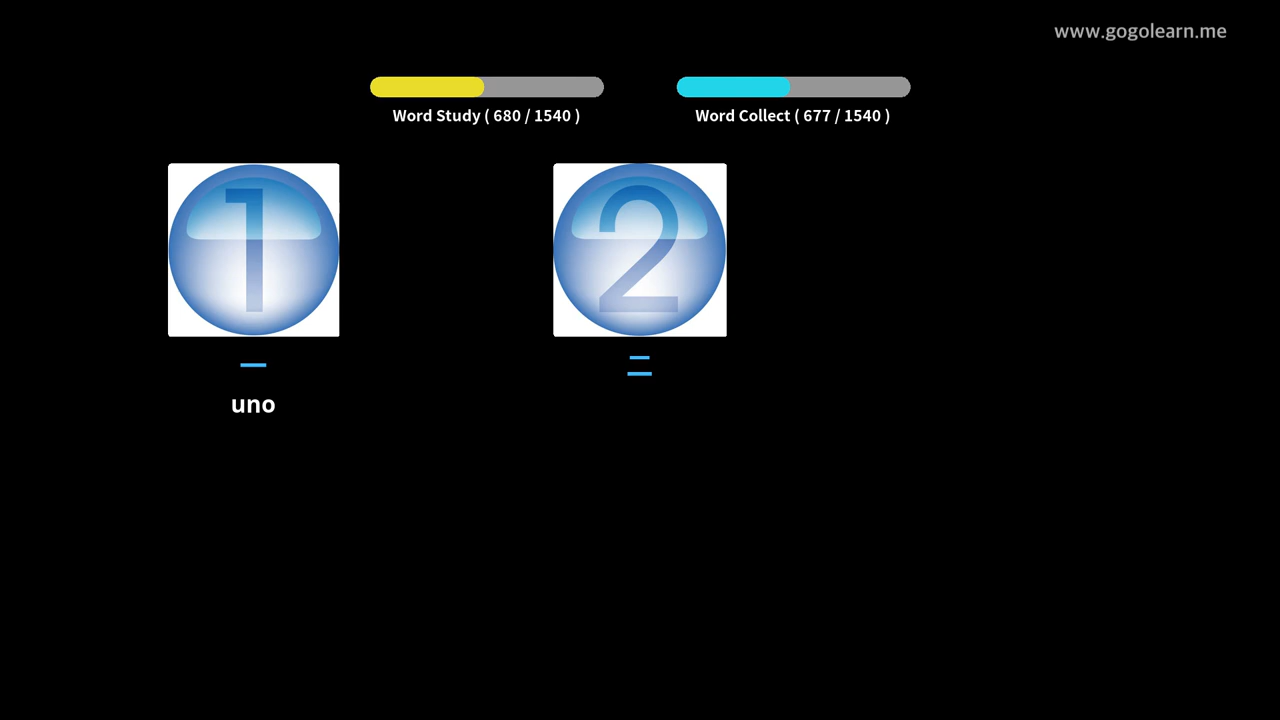 www.gogolearn.me
Word Study ( 680 / 1540 )
Word Collect ( 677 / 1540 )
1
2
一
二
uno